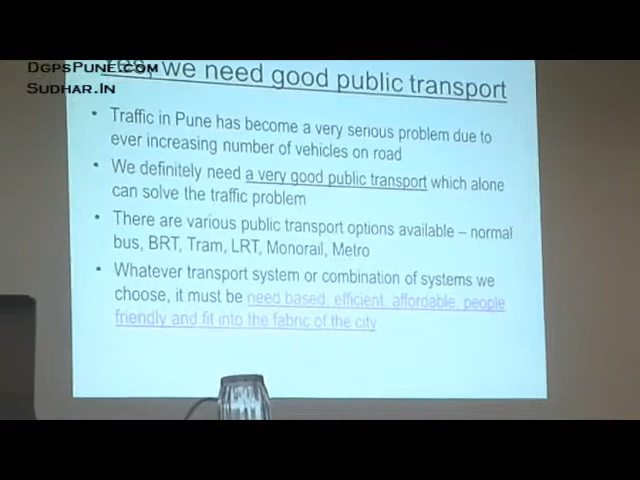 DGPSPUNE.COM
SUDHAR.IN
Yes, we need good public transport
• Traffic in Pune has become a very serious problem due to
ever increasing number of vehicles on road
• We definitely need a very good public transport which alone
can solve the traffic problem
• There are various public transport options available – normal
bus, BRT, Tram, LRT, Monorail, Metro
• Whatever transport system or combination of systems we
choose, it must be need based, efficient, affordable, people
friendly and fit into the fabric of the city